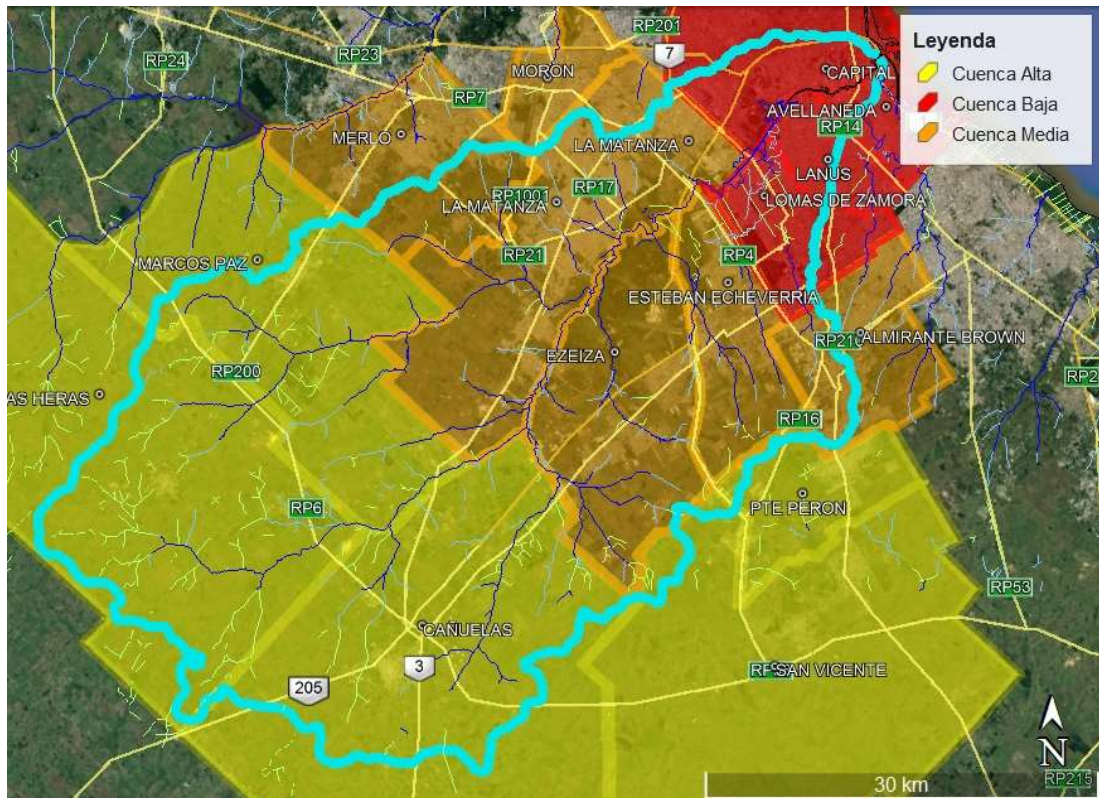 RP201
Leyenda
RP24
RP23
7
MORON
CAPITAL
Cuenca Alta
RP7
AVELLANEDA
Cuenca Baja
RP14
MERLO
LA MATANZA
Cuenca Media
LANUS
RP1001
RP17
LA MATANZA
LOMAS DE ZAMORA
RP21
RP4
MARCOS PAZ
ESTEBAN ECHEVERRIA
RP210
ALMIRANTE BROWN
EZEIZA
RP200
AS HERAS
RP16
PTE PERON
RP6
RP53
CAÑUELAS
3
SAN VICENTE
205
N
30 km
RP215